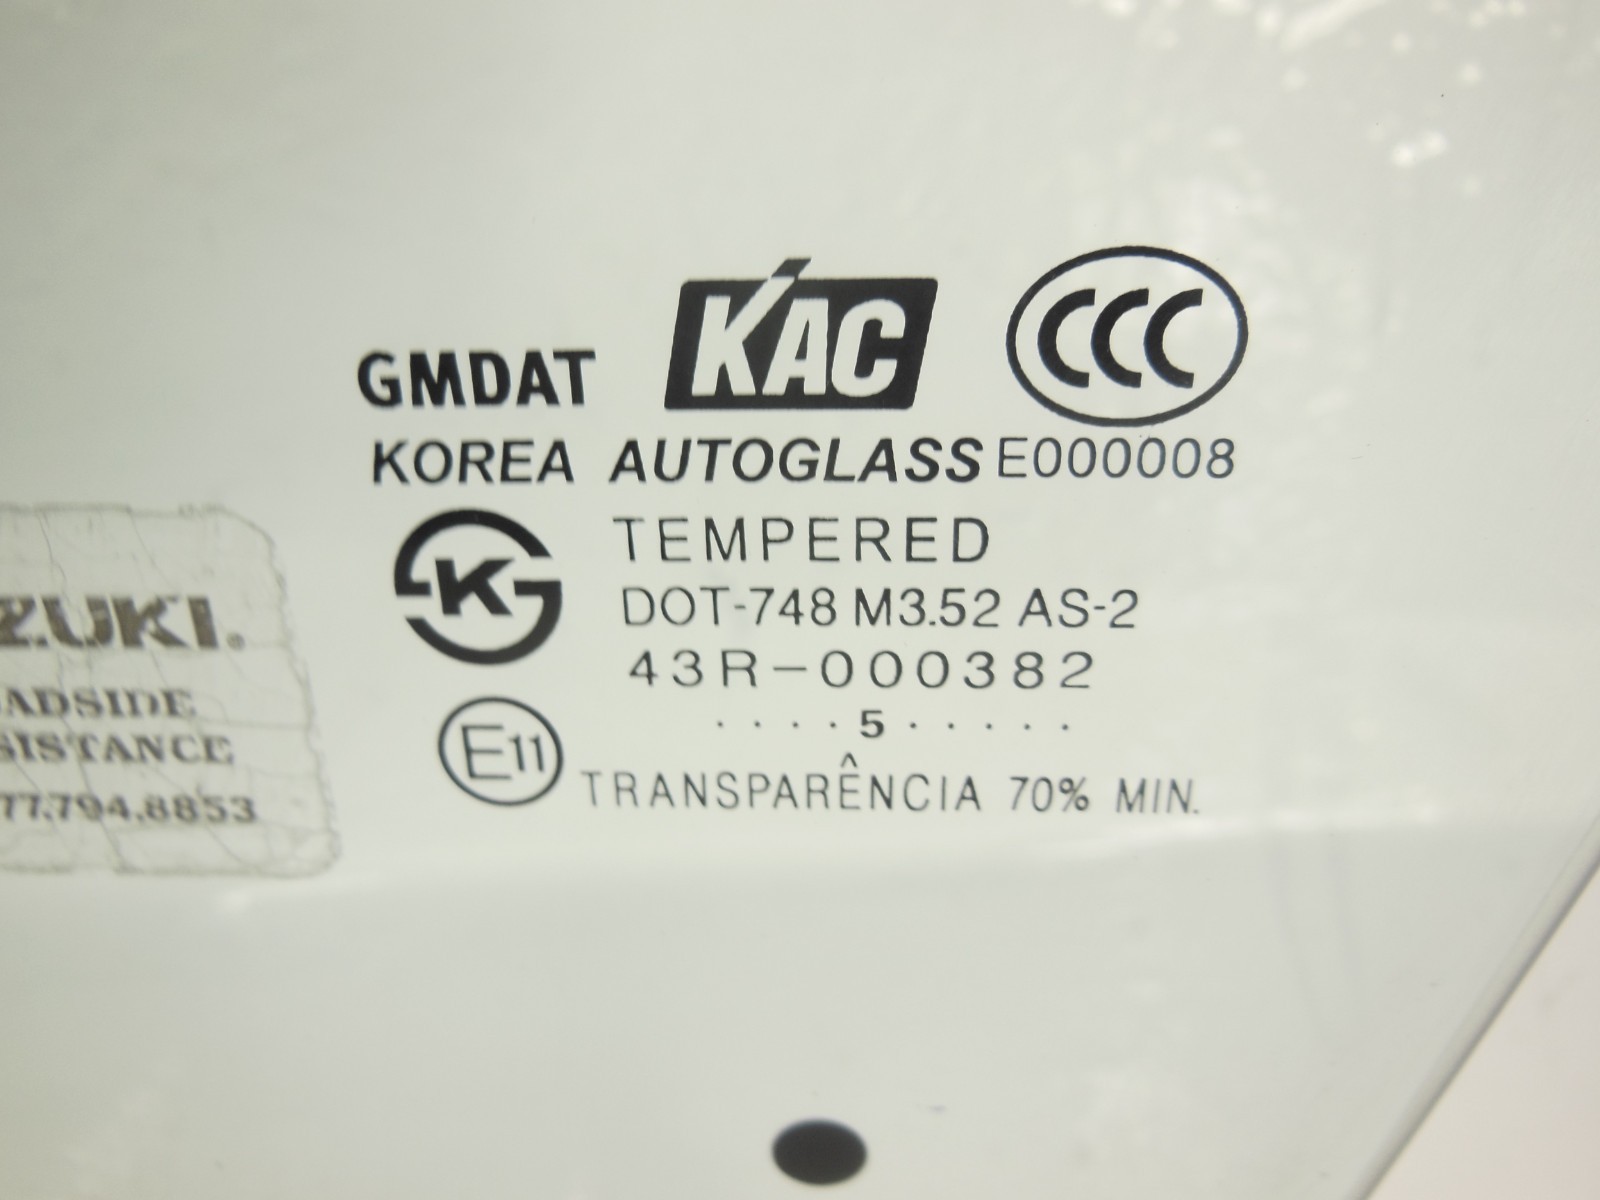 GMDAT KAC CCC
KOREA AUTOGLASS E000008
K TEMPERED
DOT-748 M3.52 AS-2
43R-000382
....5.....
E11 TRANSPARÊNCIA 70% MIN.
ZUKI.
ADSIDE
SISTANCE
77.794.8853